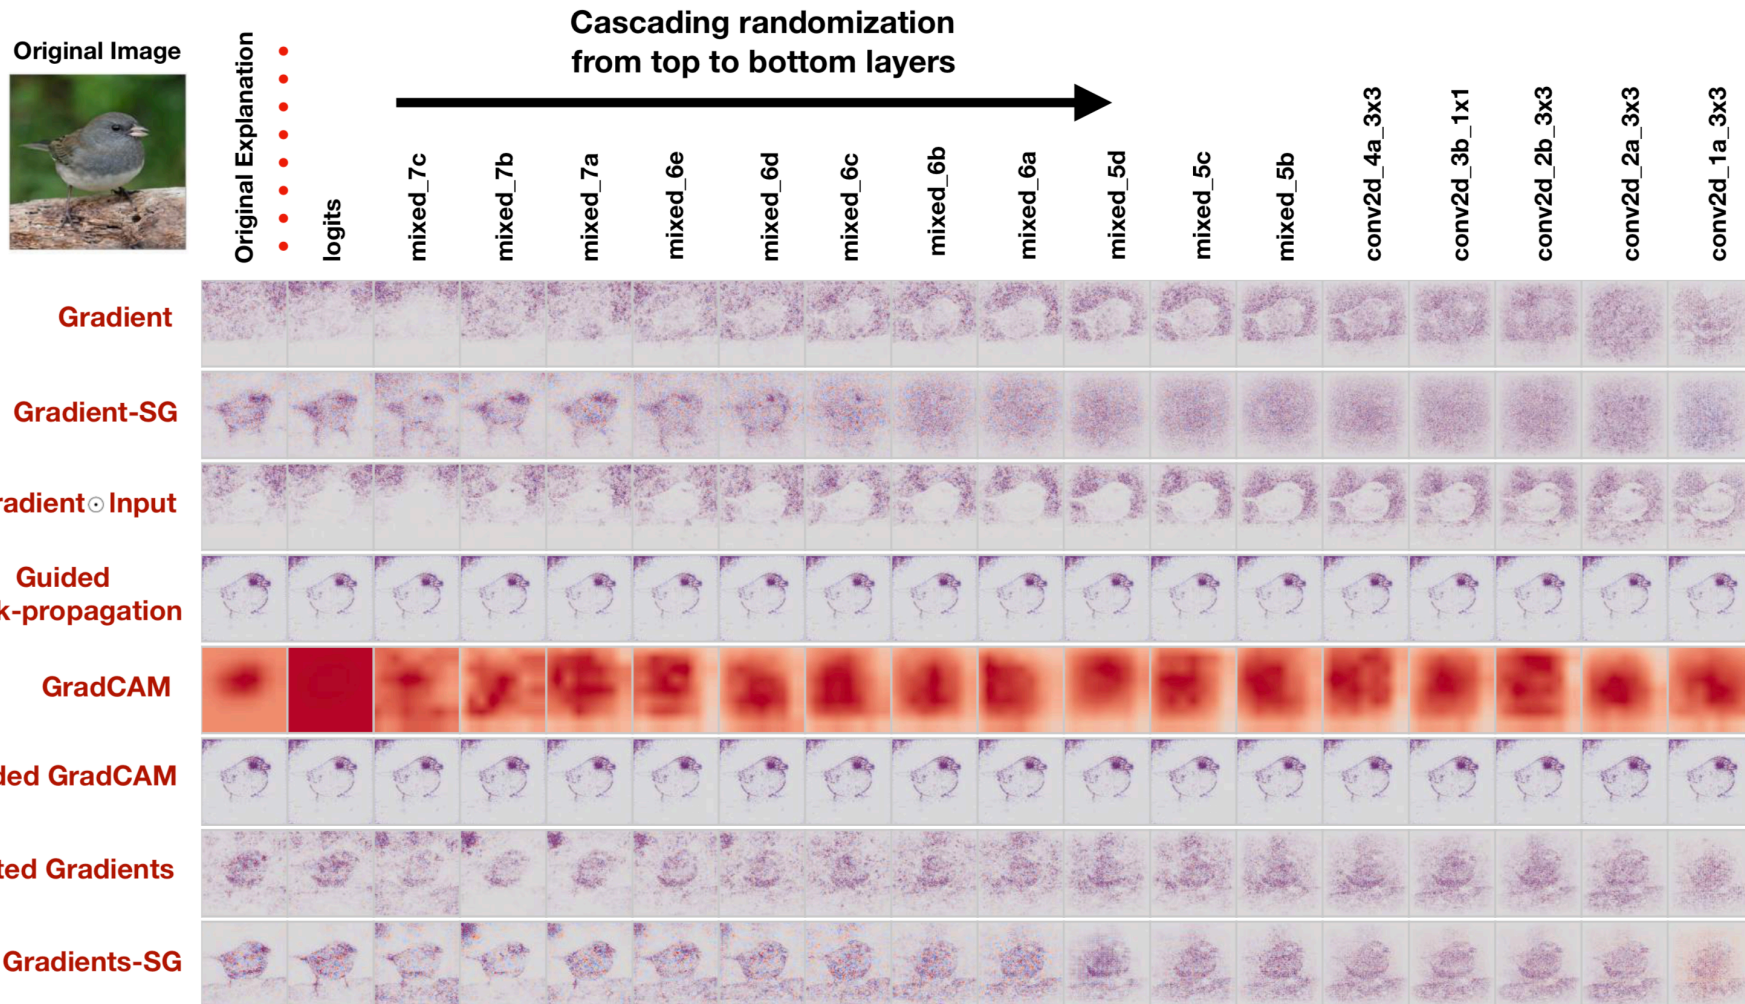 Cascading randomization
from top to bottom layers
Original Image
Original Explanation
logits
mixed_7c
mixed_7b
mixed_7a
mixed_6e
mixed_6d
mixed_6c
mixed_6b
mixed_6a
mixed_5d
mixed_5c
mixed_5b
conv2d_4a_3x3
conv2d_3b_1x1
conv2d_2b_3x3
conv2d_2a_3x3
conv2d_1a_3x3
Gradient
Gradient-SG
radient⊙Input
Guided
k-propagation
GradCAM
ded GradCAM
ted Gradients
Gradients-SG